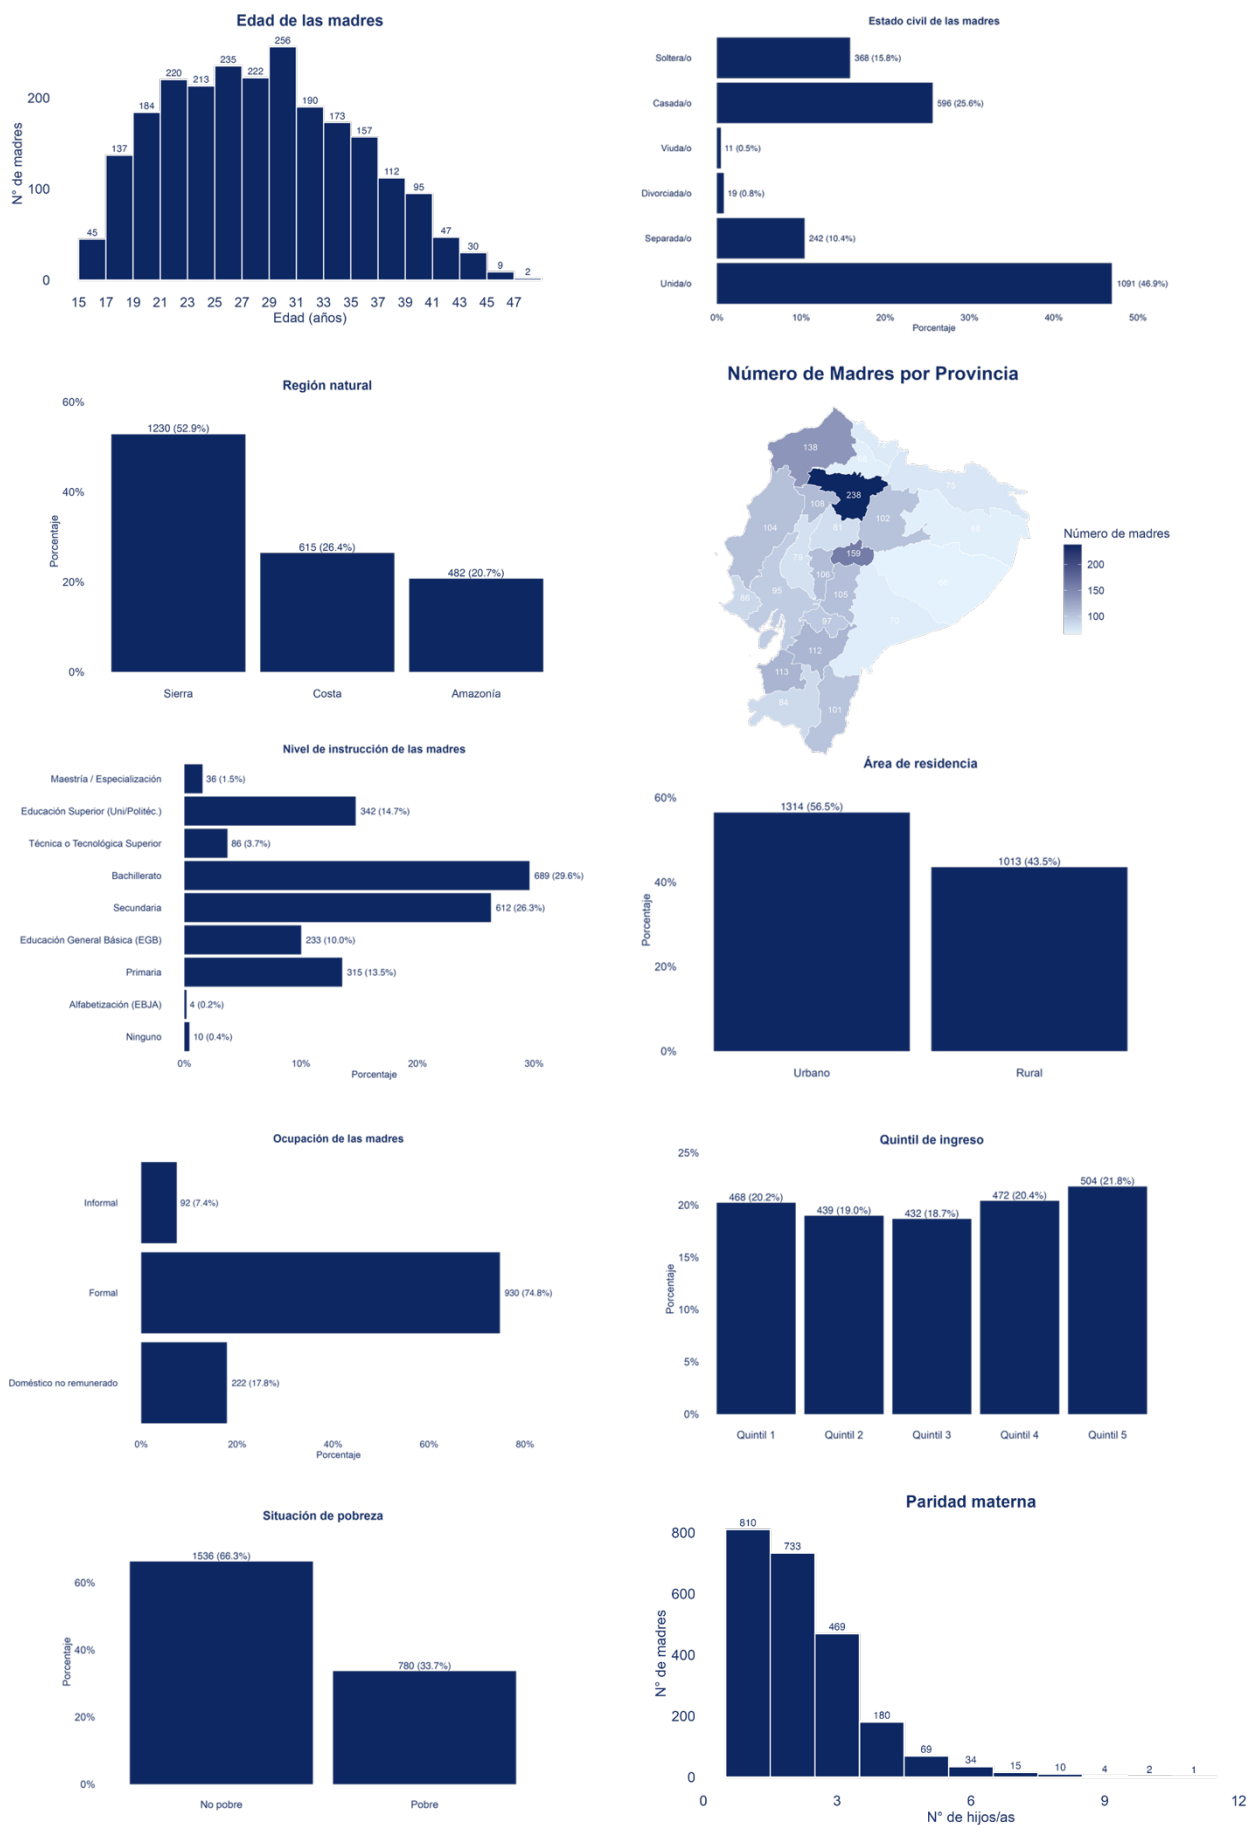 Edad de las madres
N° de madres
200
100
0
45
137
184
220
213
235
222
256
190
173
157
112
95
47
30
9
2
15 17 19 21 23 25 27 29 31 33 35 37 39 41 43 45 47
Edad (años)
Estado civil de las madres
Soltera/o 368 (15.8%)
Casada/o 596 (25.6%)
Viuda/o 11 (0.5%)
Divorciada/o 19 (0.8%)
Separada/o 242 (10.4%)
Unida/o 1091 (46.9%)
0% 10% 20% 30% 40% 50%
Porcentaje
Región natural
Porcentaje
60%
40%
20%
0%
1230 (52.9%)
615 (26.4%)
482 (20.7%)
Sierra Costa Amazonía
Número de Madres por Provincia
138
75
238
108
102
104
81
159
79
106
105
95
86
97
70
112
113
84
101
Número de madres
200
150
100
Nivel de instrucción de las madres
Maestría / Especialización 36 (1.5%)
Educación Superior (Uni/Politéc.) 342 (14.7%)
Técnica o Tecnológica Superior 86 (3.7%)
Bachillerato 689 (29.6%)
Secundaria 612 (26.3%)
Educación General Básica (EGB) 233 (10.0%)
Primaria 315 (13.5%)
Alfabetización (EBJA) 4 (0.2%)
Ninguno 10 (0.4%)
0% 10% 20% 30%
Porcentaje
Área de residencia
Porcentaje
60%
40%
20%
0%
1314 (56.5%)
1013 (43.5%)
Urbano Rural
Ocupación de las madres
Informal 92 (7.4%)
Formal 930 (74.8%)
Doméstico no remunerado 222 (17.8%)
0% 20% 40% 60% 80%
Porcentaje
Quintil de ingreso
Porcentaje
25%
20%
15%
10%
5%
0%
468 (20.2%)
439 (19.0%)
432 (18.7%)
472 (20.4%)
504 (21.8%)
Quintil 1 Quintil 2 Quintil 3 Quintil 4 Quintil 5
Situación de pobreza
Porcentaje
60%
40%
20%
0%
1536 (66.3%)
780 (33.7%)
No pobre Pobre
Paridad materna
N° de madres
800
600
400
200
0
810
733
469
180
69
34
15
10
4
2
1
0 3 6 9 12
N° de hijos/as